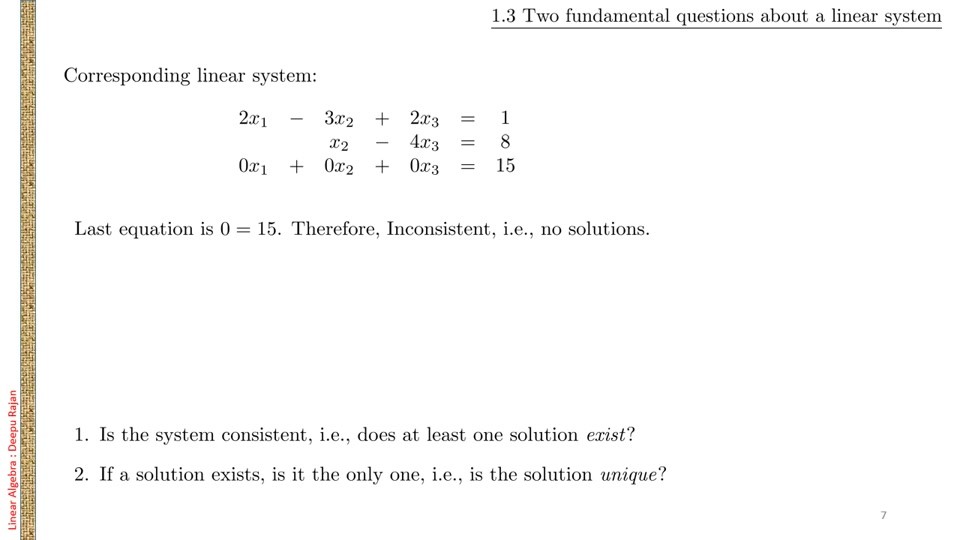 1.3 Two fundamental questions about a linear system
Corresponding linear system:
2x₁ − 3x₂ + 2x₃ = 1
x₂ − 4x₃ = 8
0x₁ + 0x₂ + 0x₃ = 15
Last equation is 0 = 15. Therefore, Inconsistent, i.e., no solutions.
1. Is the system consistent, i.e., does at least one solution exist?
2. If a solution exists, is it the only one, i.e., is the solution unique?
Linear Algebra : Deepu Rajan
7